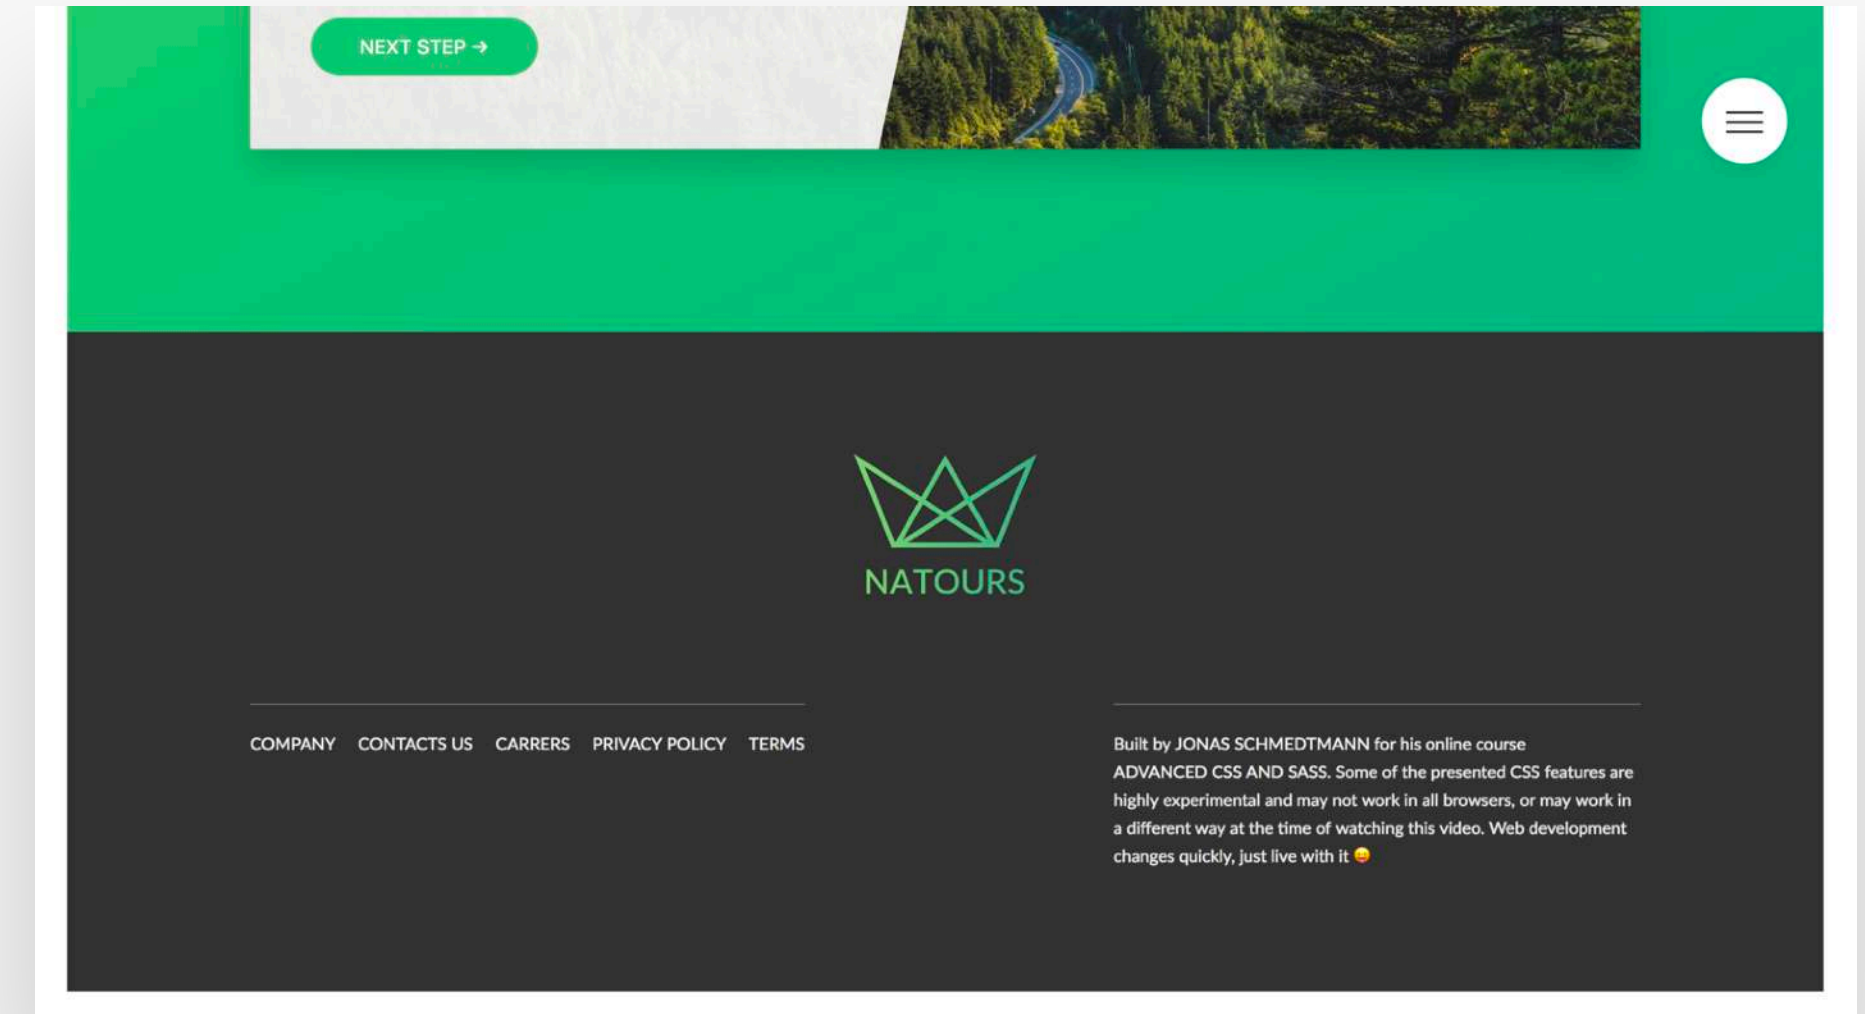 NEXT STEP →
NATOURS
COMPANY CONTACTS US CARRERS PRIVACY POLICY TERMS
Built by JONAS SCHMEDTMANN for his online course
ADVANCED CSS AND SASS. Some of the presented CSS features are
highly experimental and may not work in all browsers, or may work in
a different way at the time of watching this video. Web development
changes quickly, just live with it 😛